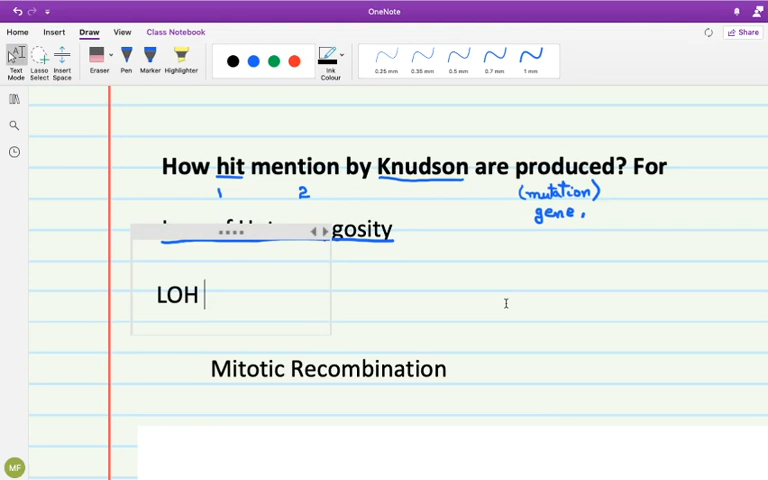 OneNote
Home Insert Draw View Class Notebook
Share
Text Mode
Lasso Select
Insert Space
Eraser
Pen
Marker
Highlighter
Ink Colour
0.25 mm
0.35 mm
0.5 mm
0.7 mm
1 mm
How hit mention by Knudson are produced? For
1 2 (mutation)
gene,
gosity
LOH
Mitotic Recombination
MF